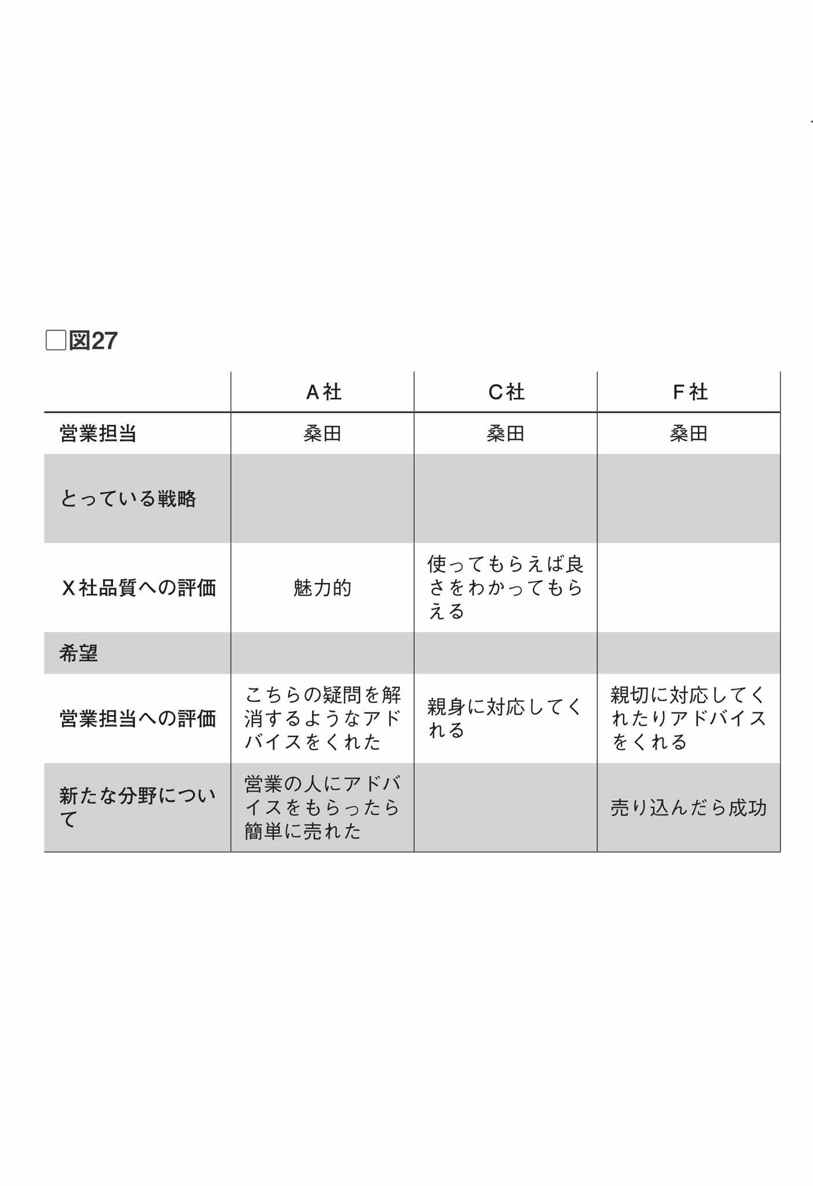 □図27
A社 C社 F社
営業担当 桑田 桑田 桑田
とっている戦略
X社品質への評価 魅力的 使ってもらえば良さをわかってもらえる
希望
営業担当への評価 こちらの疑問を解消するようなアドバイスをくれた 親身に対応してくれる 親切に対応してくれたりアドバイスをくれる
新たな分野について 営業の人にアドバイスをもらったら簡単に売れた 売り込んだら成功